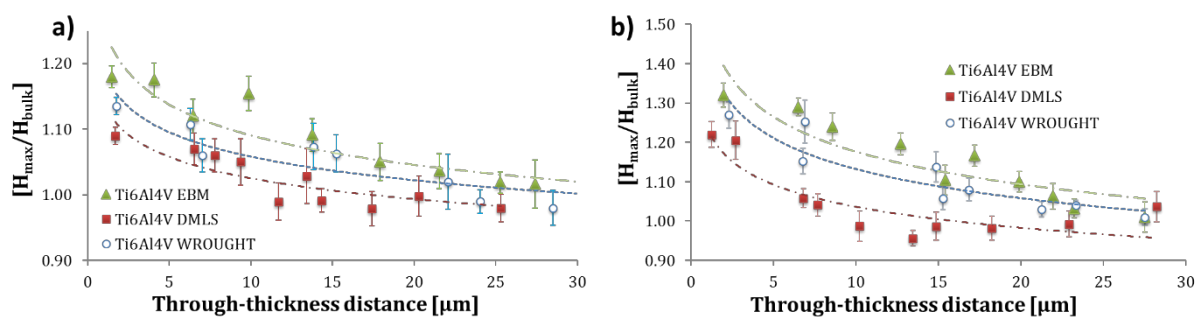 a)
[Hmax/Hbulk]
1.20
1.10
1.00
0.90
Ti6Al4V EBM
Ti6Al4V DMLS
Ti6Al4V WROUGHT
0 5 10 15 20 25 30
Through-thickness distance [µm]
b)
[Hmax/Hbulk]
1.50
1.40
1.30
1.20
1.10
1.00
0.90
Ti6Al4V EBM
Ti6Al4V DMLS
Ti6Al4V WROUGHT
0 5 10 15 20 25 30
Through-thickness distance [µm]